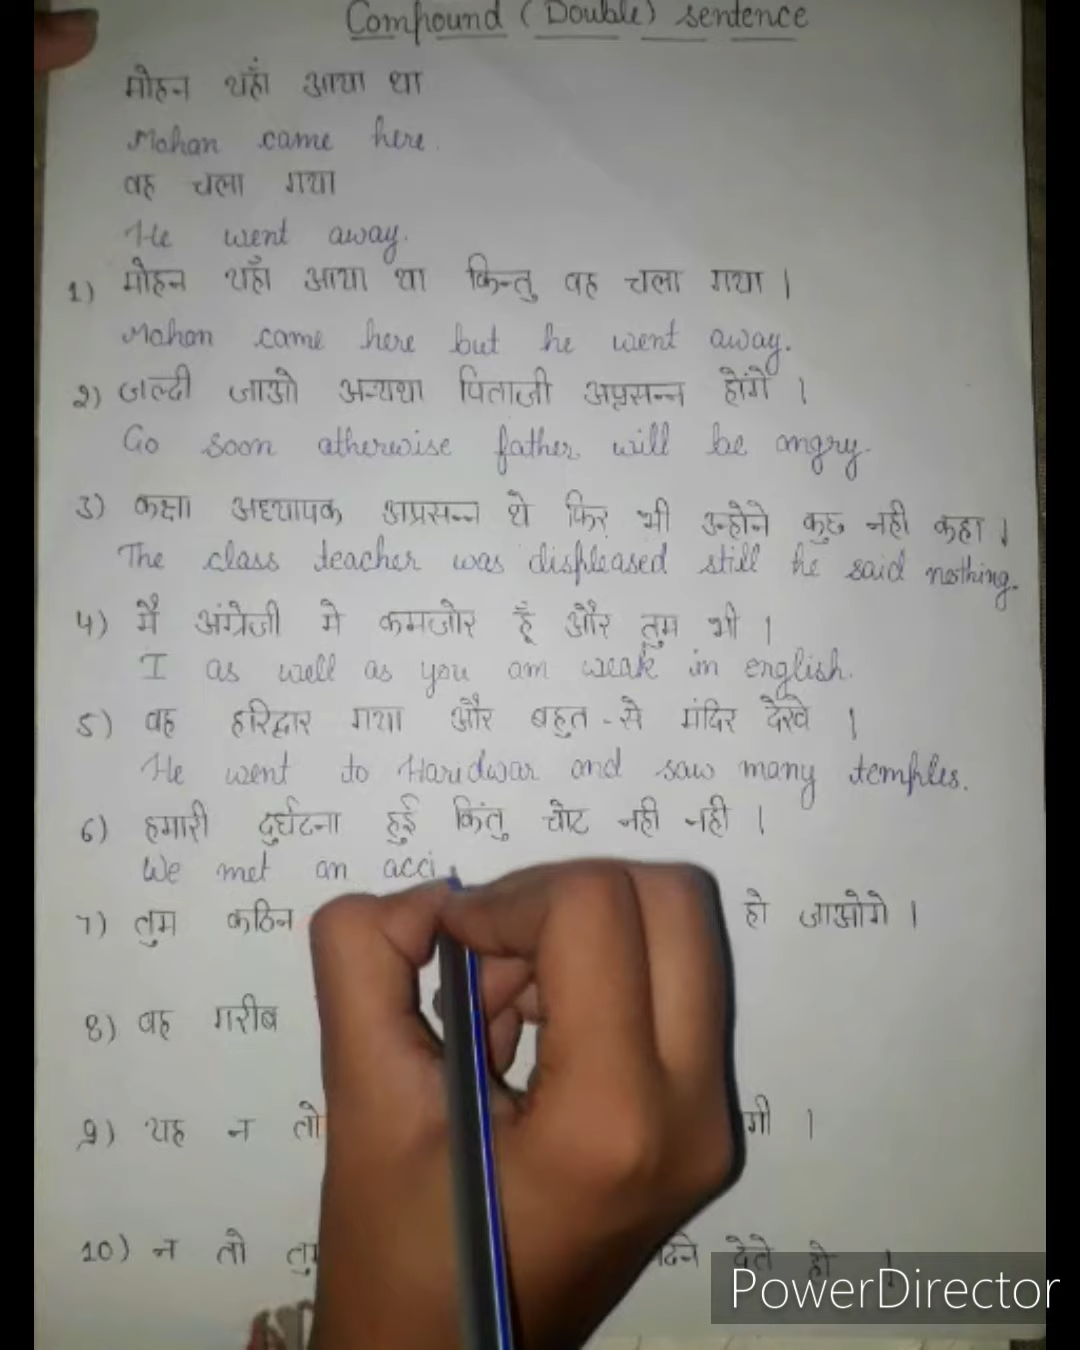 Compound (Double) sentence
मोहन यहाँ आया था
Mohan came here.
वह चला गया
He went away.
1) मोहन यहाँ आया था किन्तु वह चला गया ।
Mohan came here but he went away.
२) जल्दी जाओ अन्यथा पिताजी अप्रसन्न होंगें ।
Go soon otherwise father will be angry.
3) कक्षा अध्यापक अप्रसन्न थे फिर भी उन्होने कुछ नही कहा ।
The class teacher was displeased still he said nothing.
4) मै अंग्रेजी मे कमजोर हूँ और तुम भी ।
I as well as you am weak in english.
5) वह हरिद्वार गया और बहुत-से मंदिर देखे ।
He went to Haridwar and saw many temples.
6) हमारी दुर्घटना हुई किंतु चोट नही नही ।
We met an acci
7) तुम कठिन हो जाओगे ।
8) वह गरीब
9) यह न तो गी ।
10) न तो तुम देते हो ।
PowerDirector